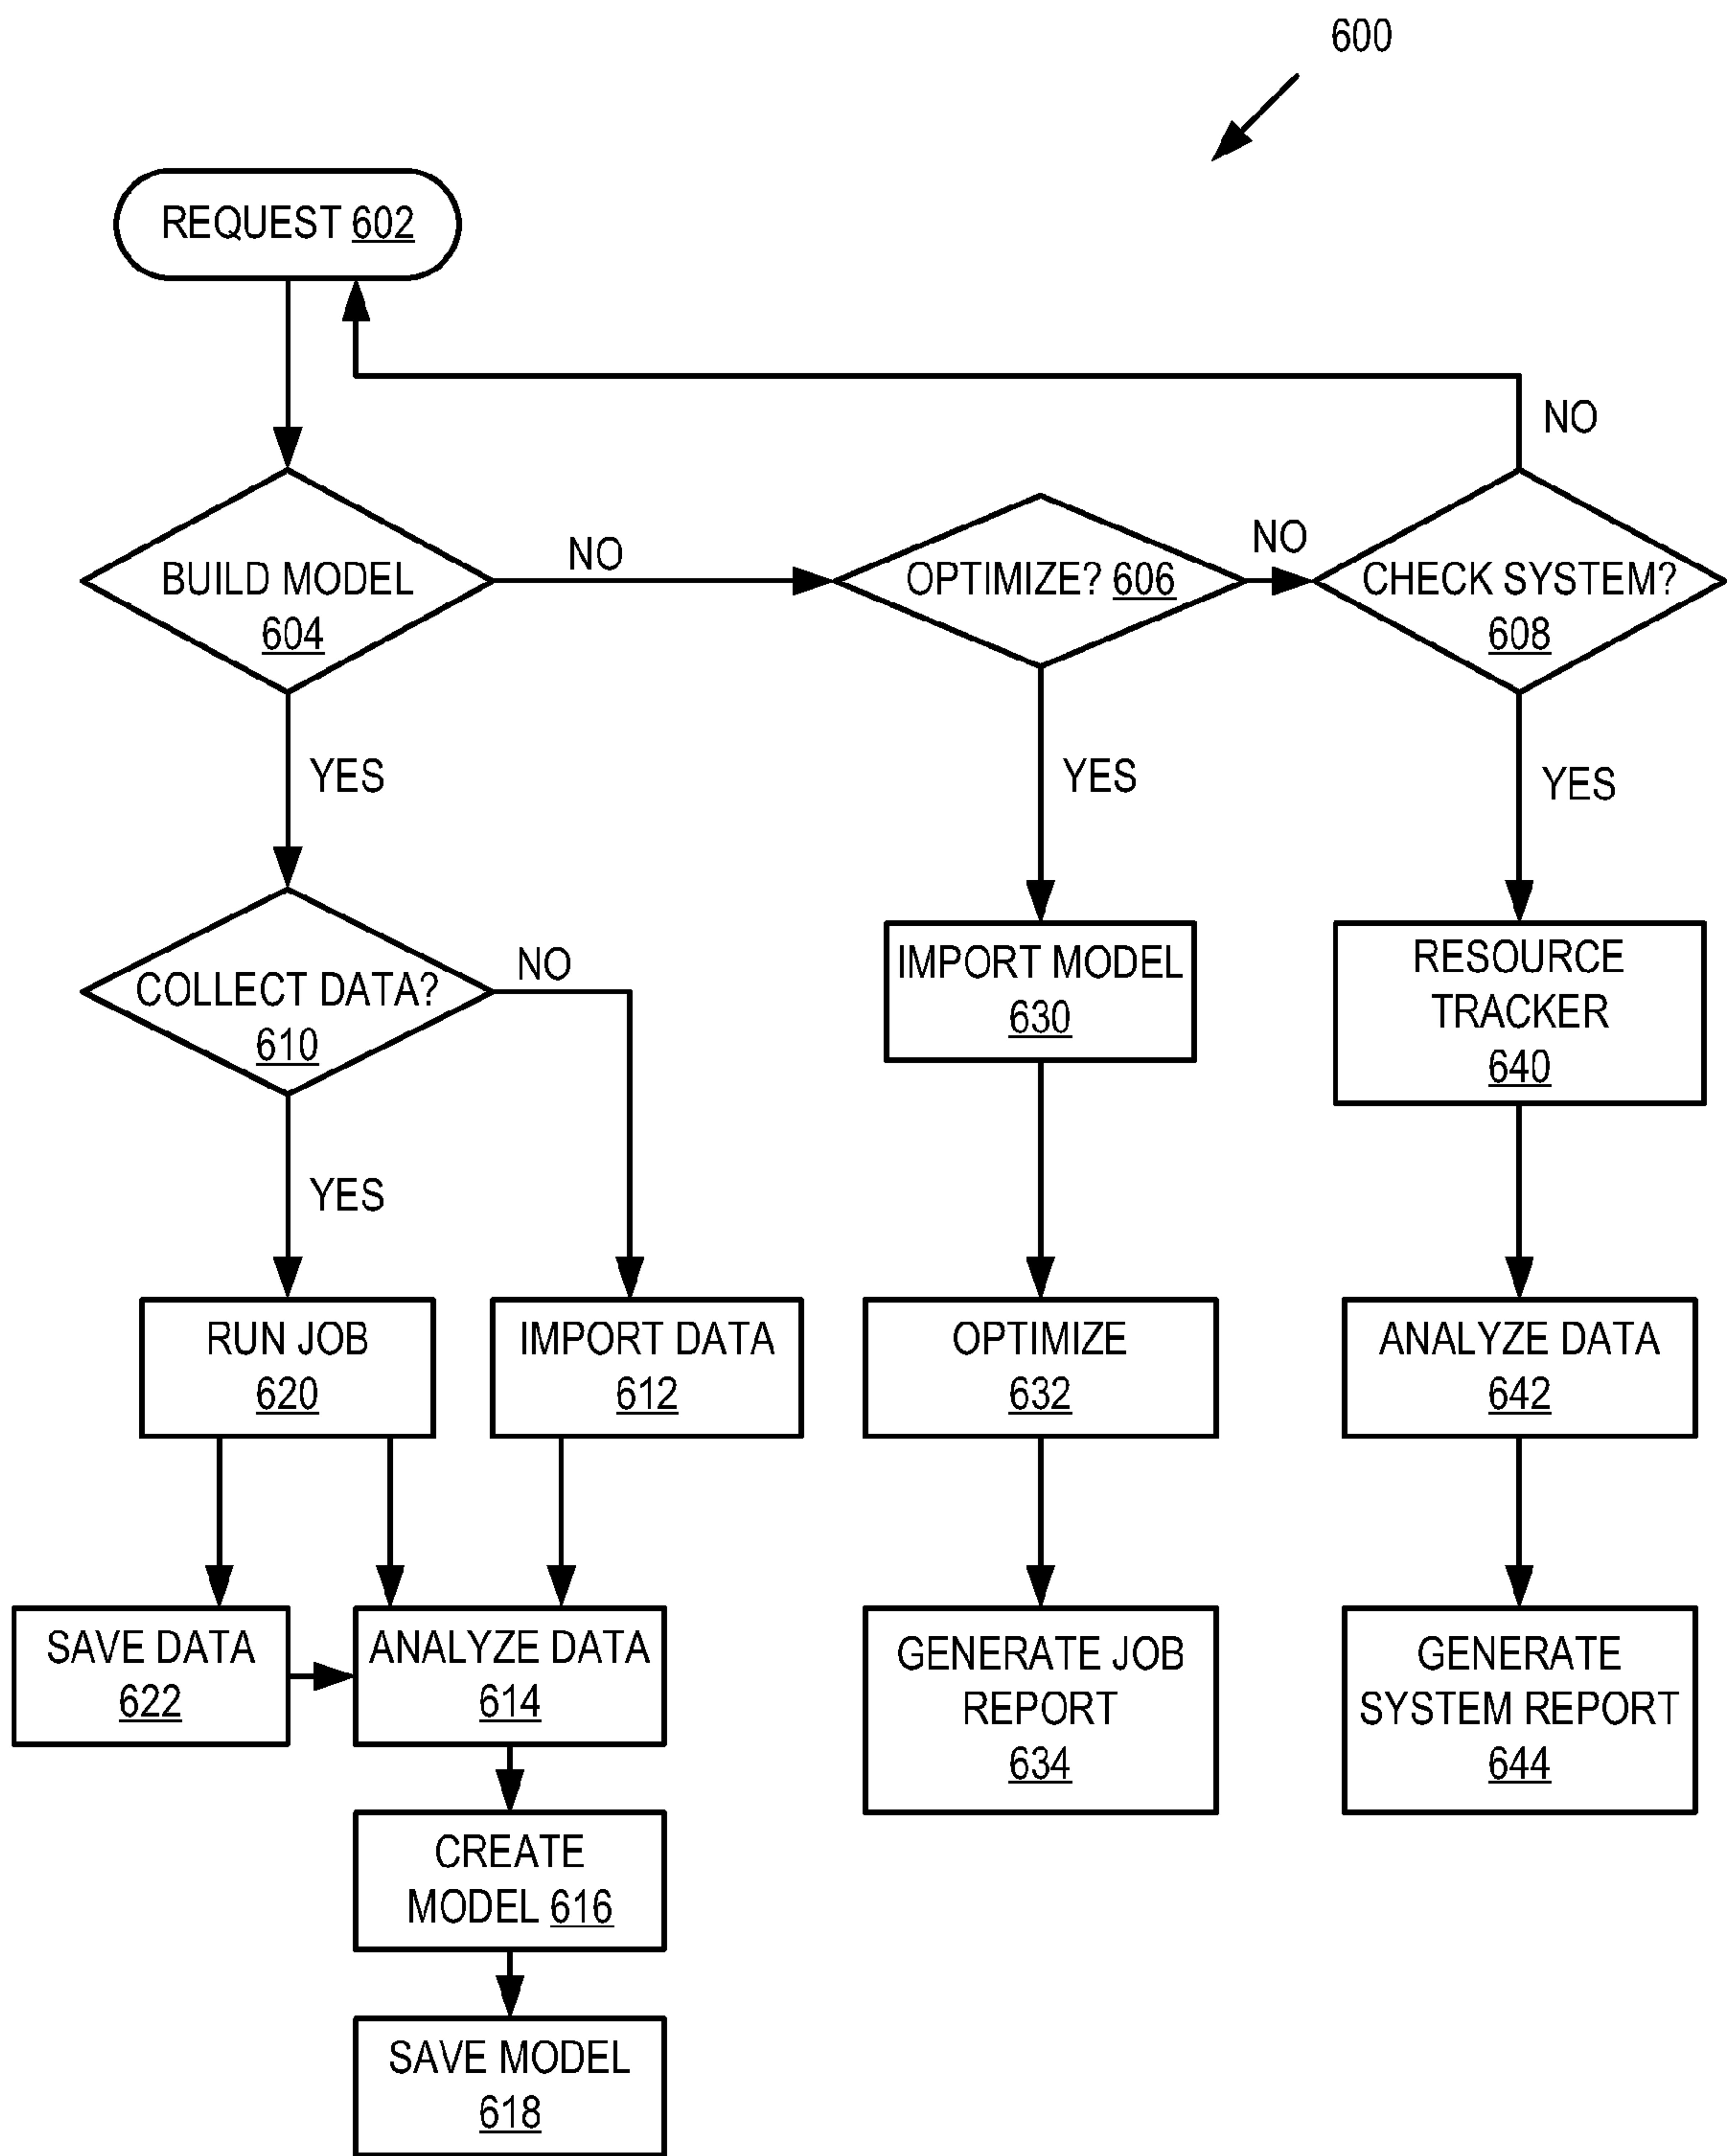 600
REQUEST 602
NO
BUILD MODEL
604
NO
OPTIMIZE? 606
NO
CHECK SYSTEM?
608
YES
YES
YES
COLLECT DATA?
610
NO
IMPORT MODEL
630
RESOURCE
TRACKER
640
YES
RUN JOB
620
IMPORT DATA
612
OPTIMIZE
632
ANALYZE DATA
642
SAVE DATA
622
ANALYZE DATA
614
GENERATE JOB
REPORT
634
GENERATE
SYSTEM REPORT
644
CREATE
MODEL 616
SAVE MODEL
618